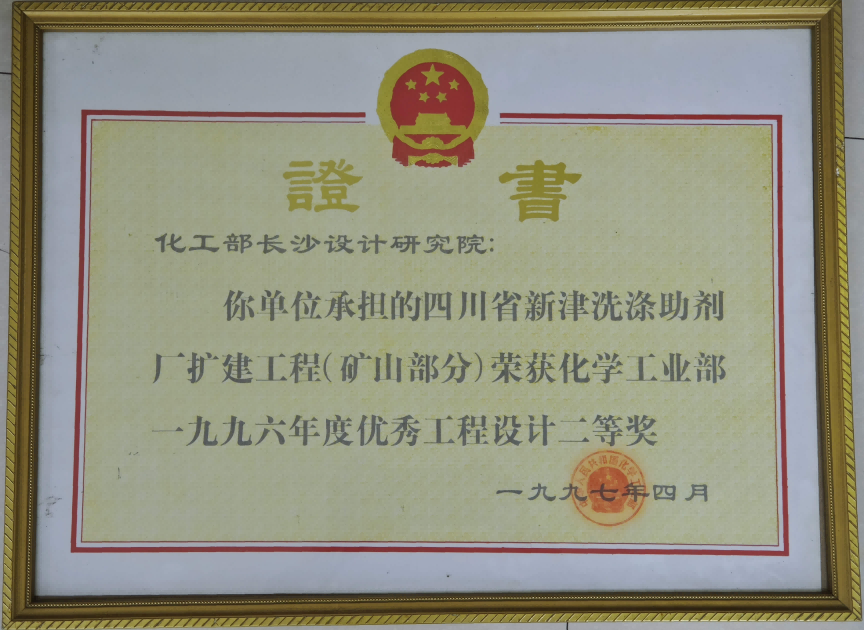 證 書
化工部长沙设计研究院:
你单位承担的四川省新津洗涤助剂
厂扩建工程(矿山部分)荣获化学工业部
一九九六年度优秀工程设计二等奖
一九九七年四月